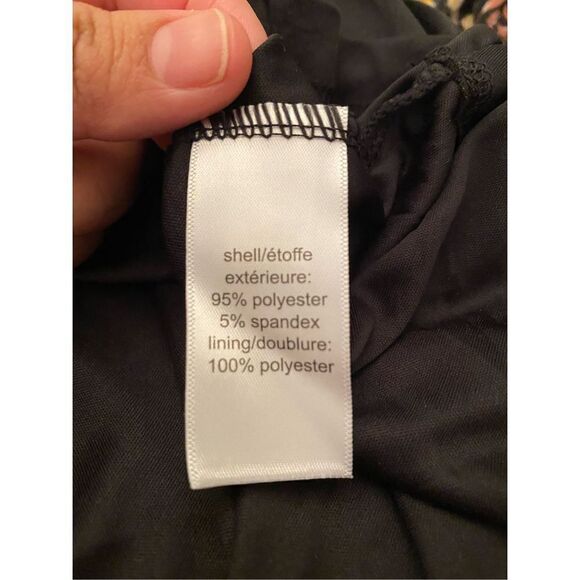 shell/étoffe
extérieure:
95% polyester
5% spandex
lining/doublure:
100% polyester